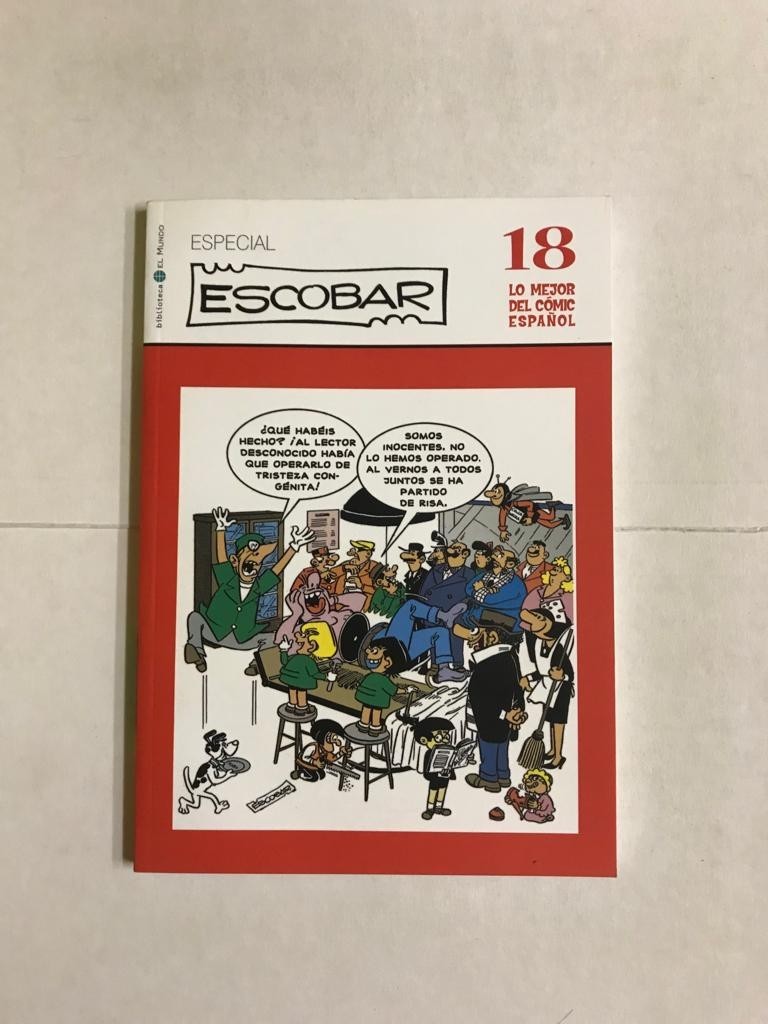 biblioteca EL MUNDO
ESPECIAL
ESCOBAR
18
LO MEJOR
DEL CÓMIC
ESPAÑOL
¿QUÉ HABÉIS
HECHO? ¡AL LECTOR
DESCONOCIDO HABÍA
QUE OPERARLO DE
TRISTEZA CON-
GÉNITA!
SOMOS
INOCENTES. NO
LO HEMOS OPERADO.
AL VERNOS A TODOS
JUNTOS SE HA
PARTIDO
DE RISA.
ESCOBAR